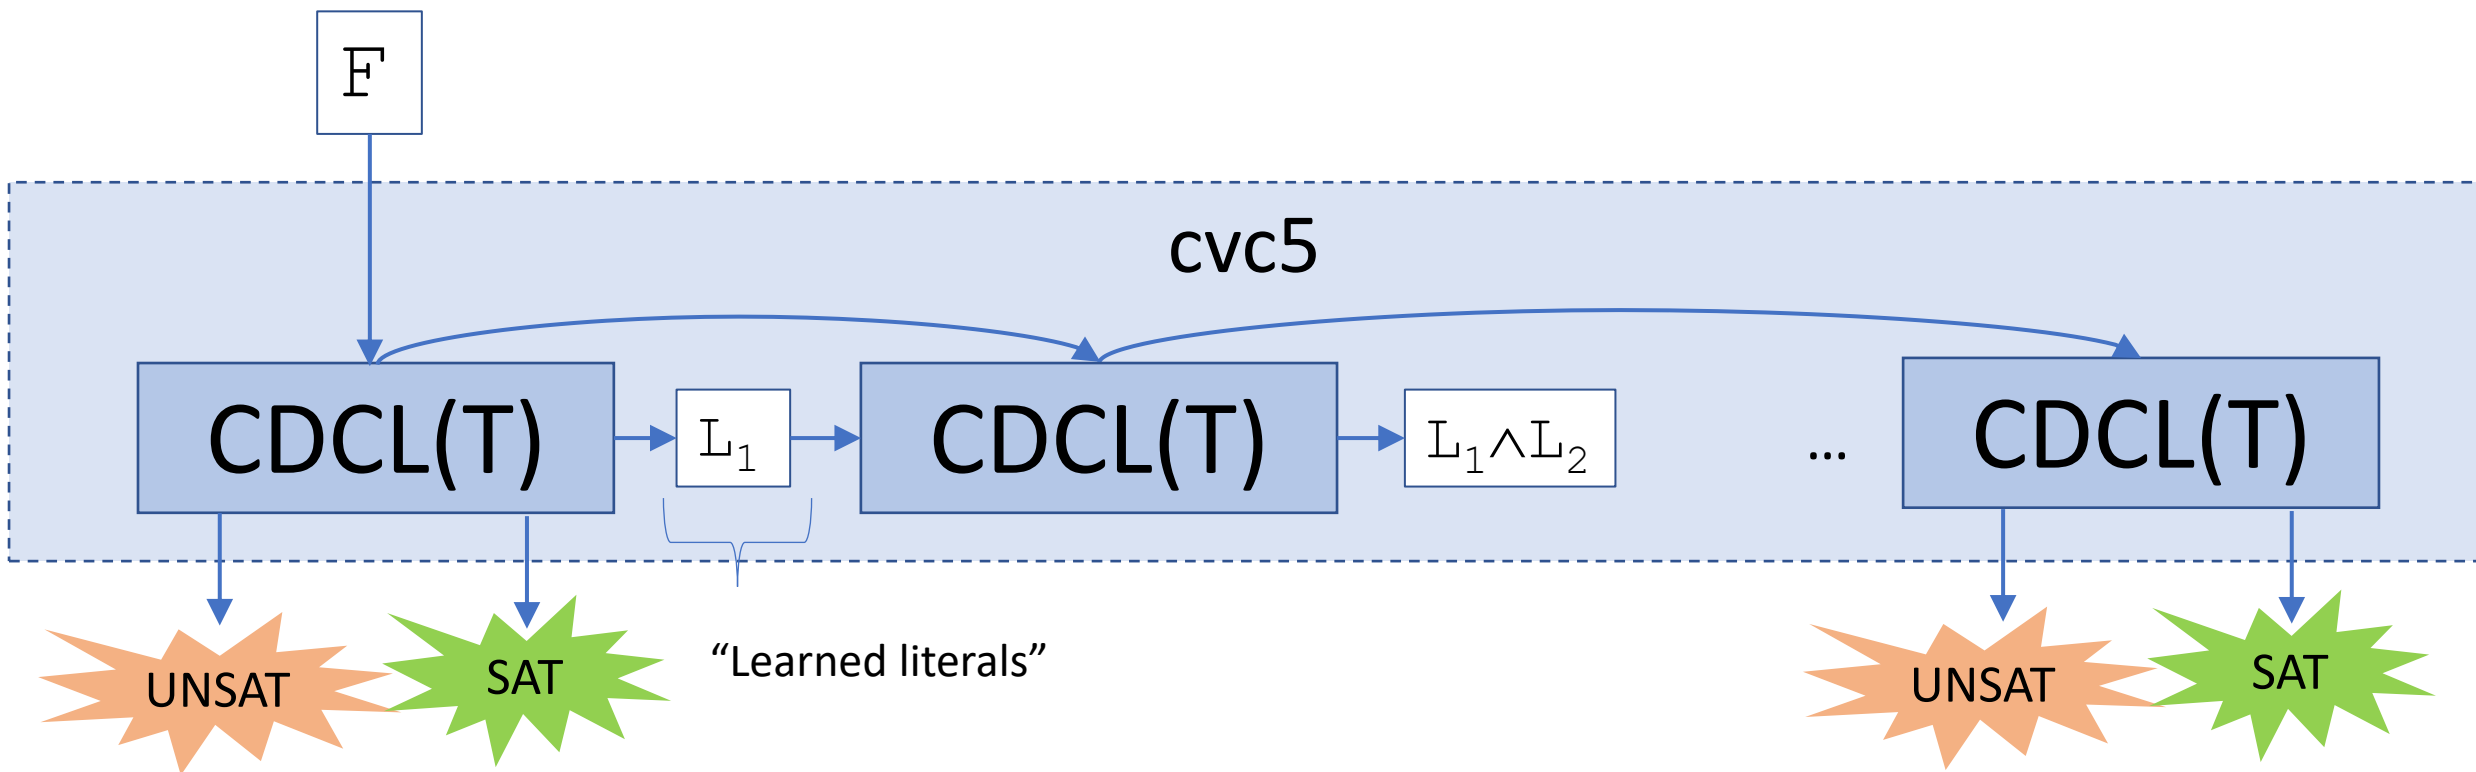 F
cvc5
CDCL(T)
L₁
CDCL(T)
L₁∧L₂
...
CDCL(T)
UNSAT
SAT
“Learned literals”
UNSAT
SAT